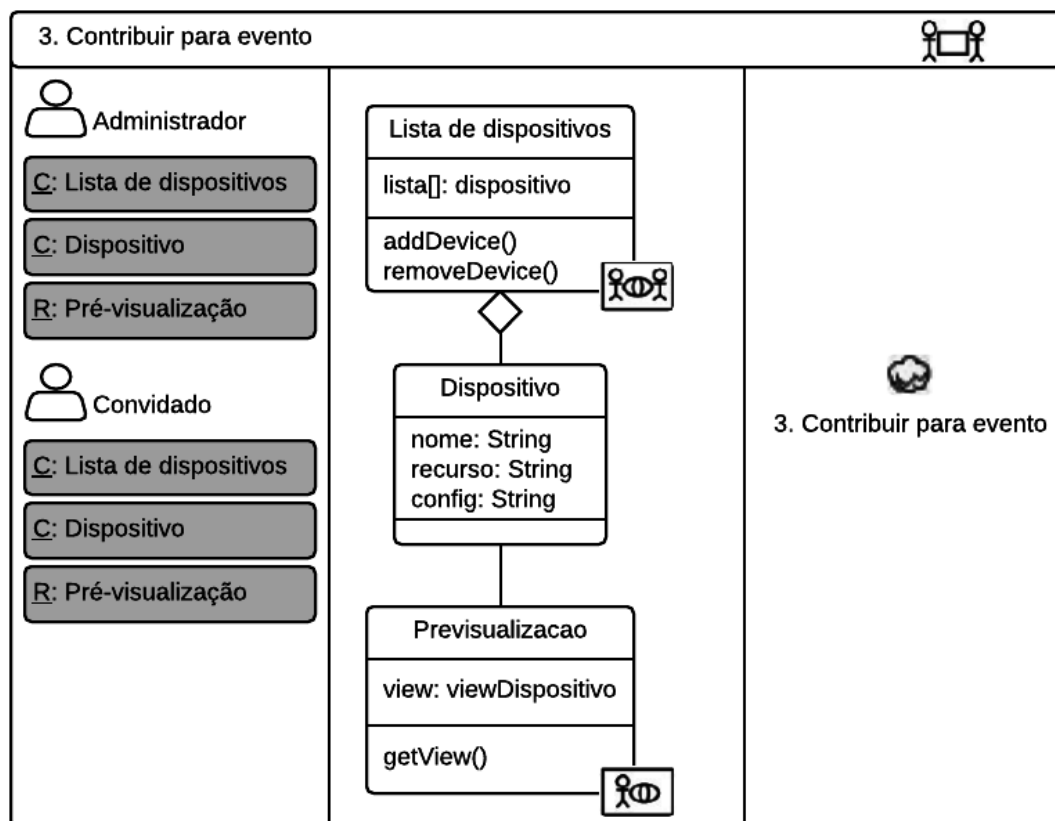 3. Contribuir para evento
Administrador
C: Lista de dispositivos
C: Dispositivo
R: Pré-visualização
Convidado
C: Lista de dispositivos
C: Dispositivo
R: Pré-visualização
Lista de dispositivos
lista[]: dispositivo
addDevice()
removeDevice()
Dispositivo
nome: String
recurso: String
config: String
Previsualizacao
view: viewDispositivo
getView()
3. Contribuir para evento